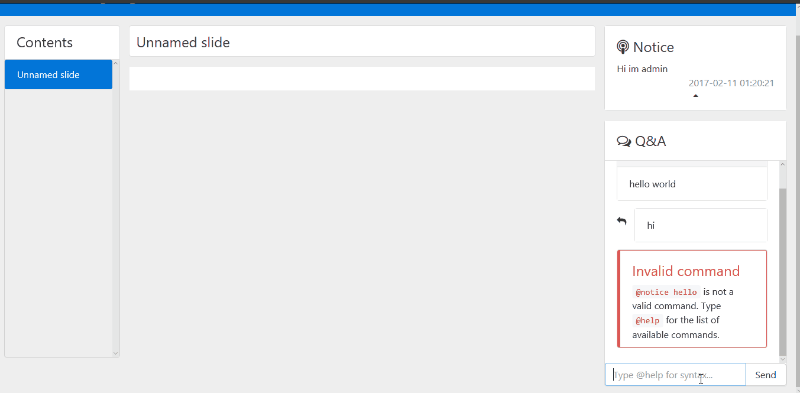 Contents
Unnamed slide
Unnamed slide
Notice
Hi im admin
2017-02-11 01:20:21
Q&A
hello world
hi
Invalid command
@notice hello is not a
valid command. Type
@help for the list of
available commands.
Type @help for syntax...
Send